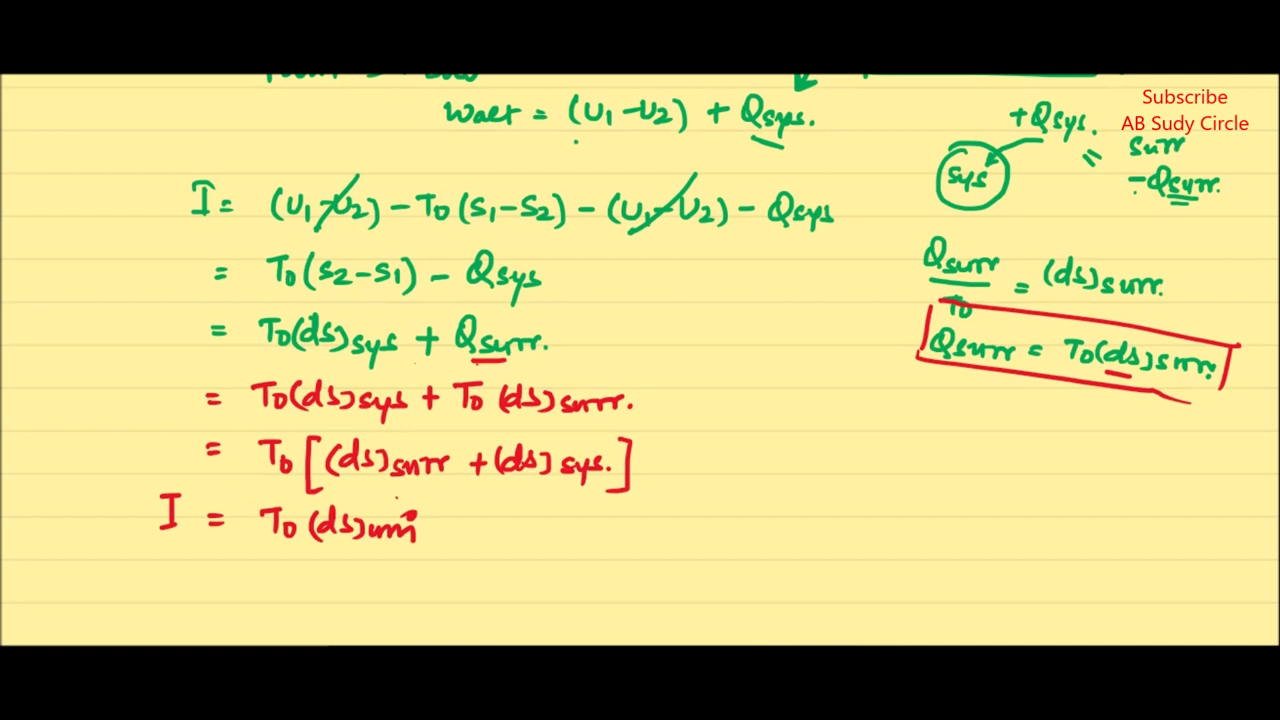 Wact = (U1-U2) + Qsys.
Subscribe
AB Sudy Circle
+Qsys.
= surr
sys
-Qsurr.
I = (U1-U2) - T0(S1-S2) - (U1-U2) - Qsys
= T0(S2-S1) - Qsys
Qsurr/T0 = (ds)surr.
= T0(ds)sys + Qsurr.
Qsurr = T0(ds)surr.
= T0(ds)sys + T0(ds)surr.
= T0[(ds)surr + (ds)sys.]
I = T0(ds)uni